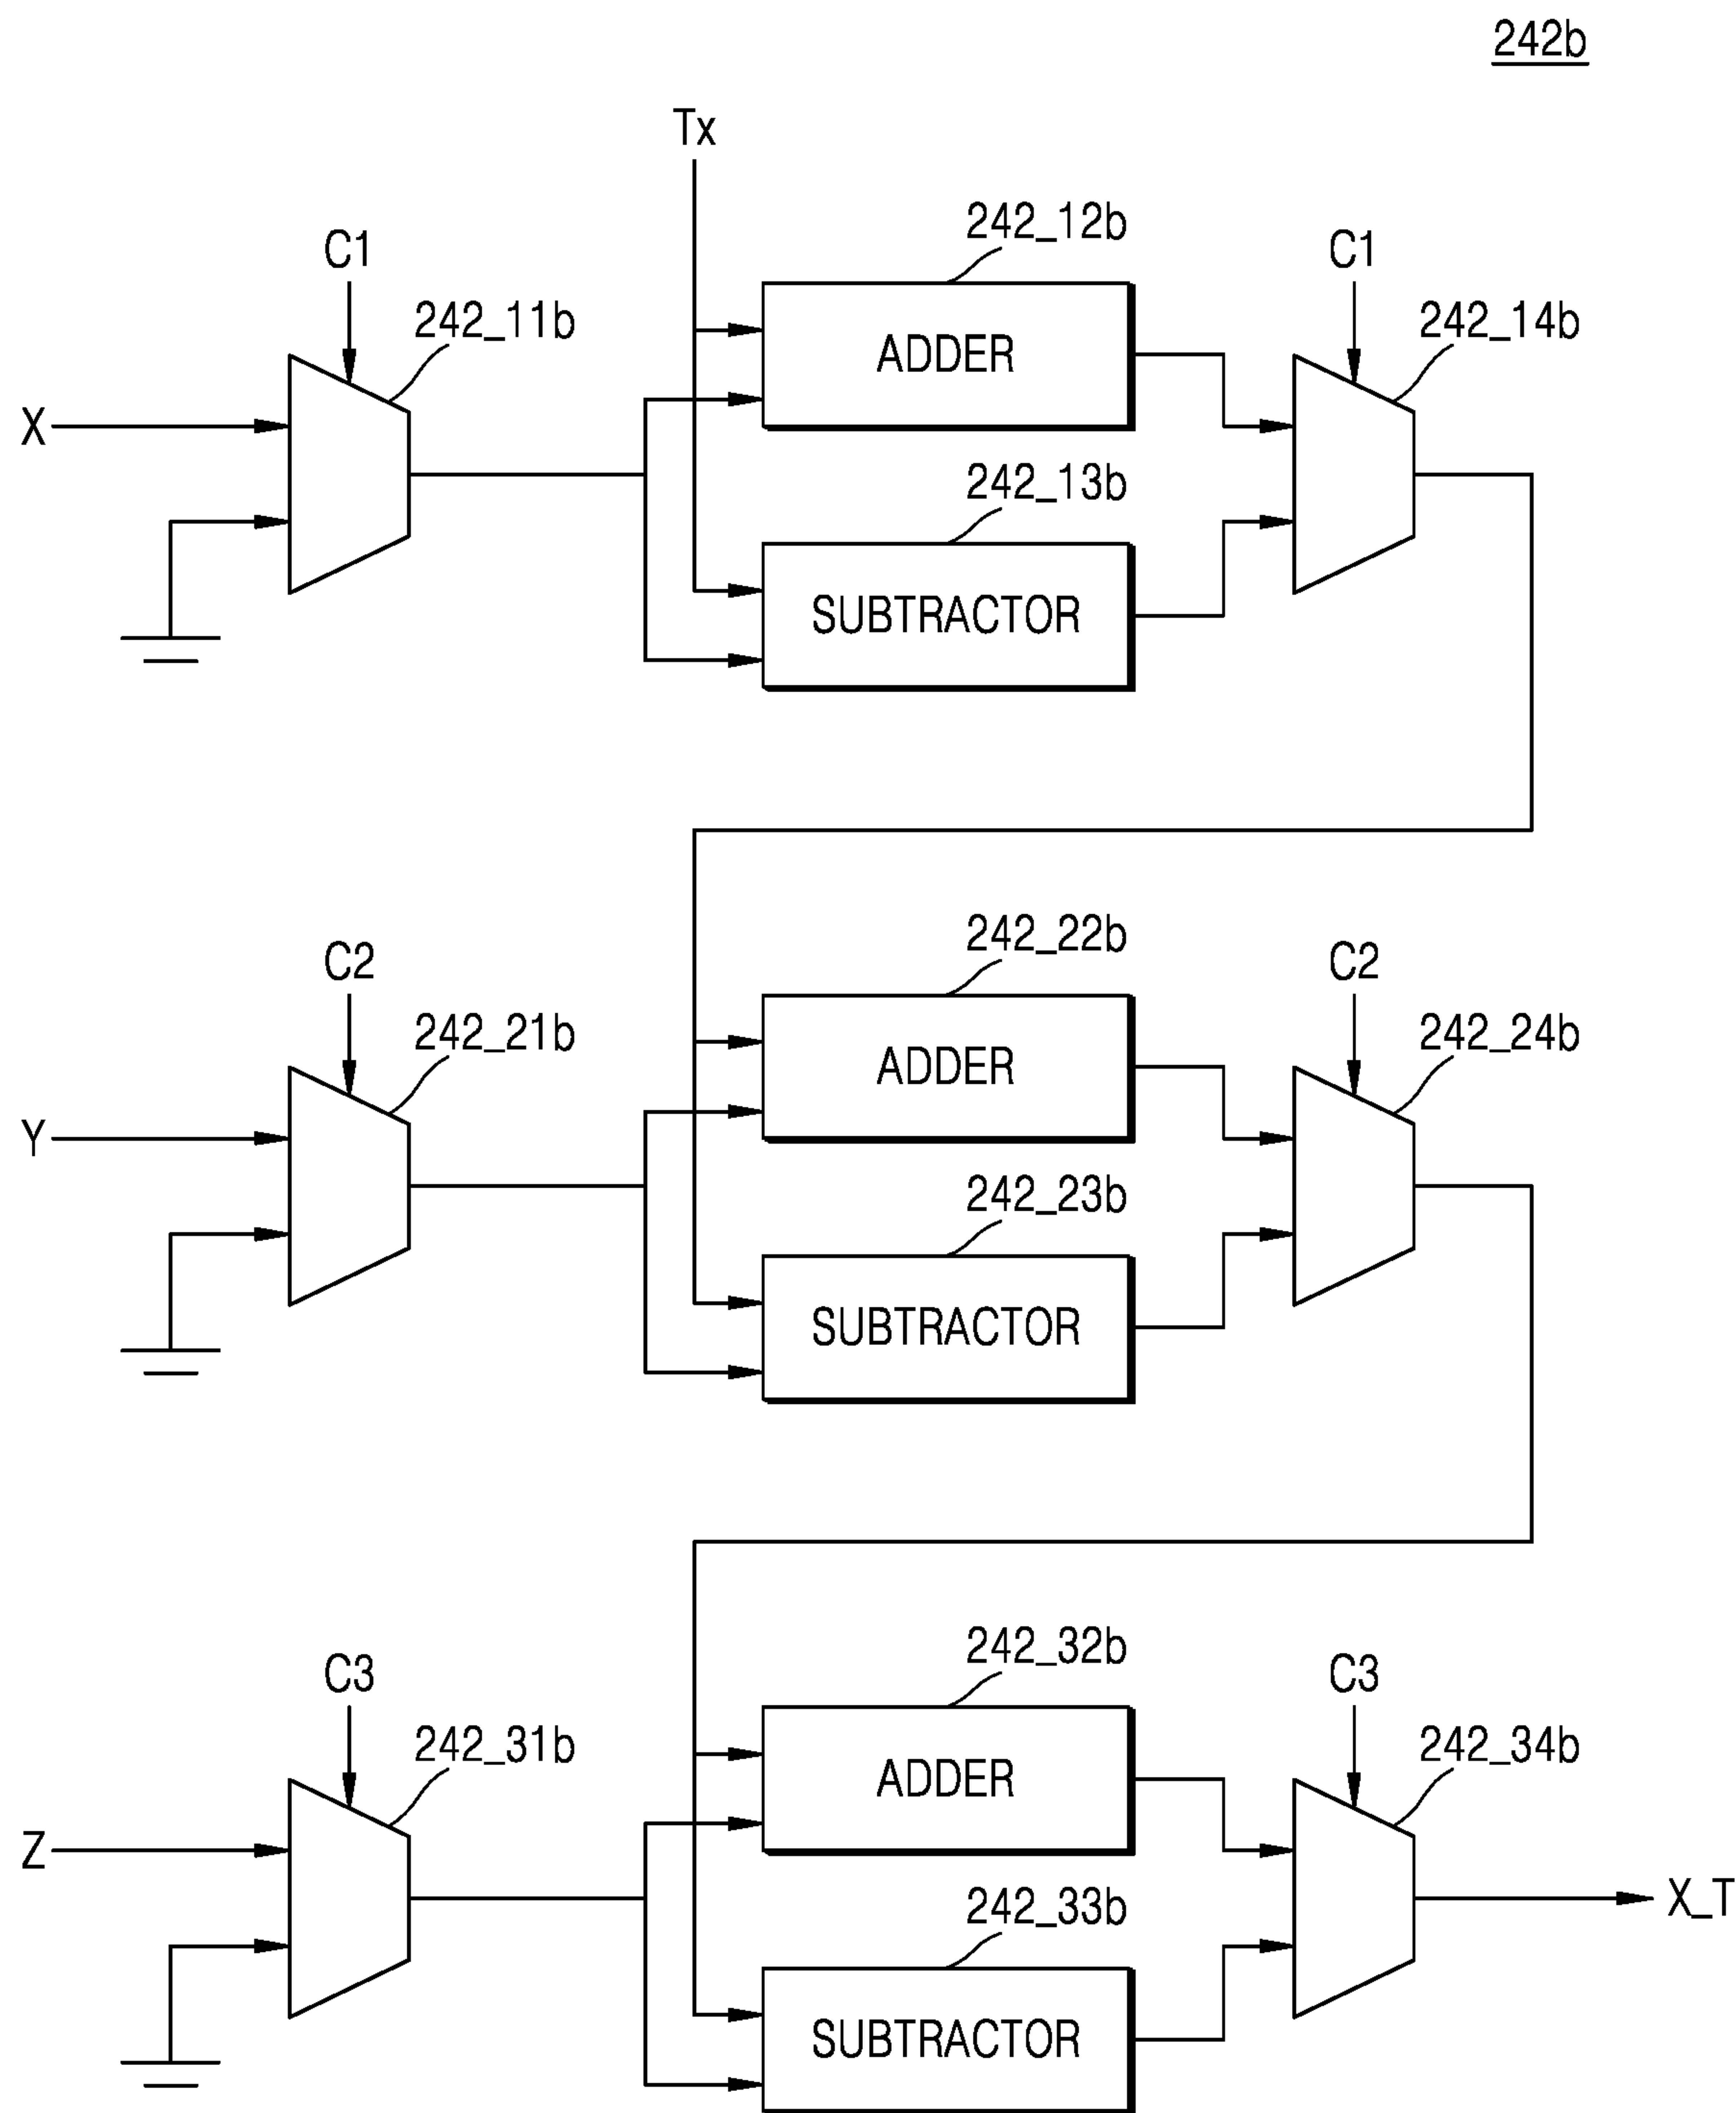 242b
Tx
242_12b
C1
C1
242_11b
242_14b
ADDER
X
242_13b
SUBTRACTOR
242_22b
C2
C2
242_21b
242_24b
ADDER
Y
242_23b
SUBTRACTOR
242_32b
C3
C3
242_31b
242_34b
ADDER
Z
242_33b
X_T
SUBTRACTOR